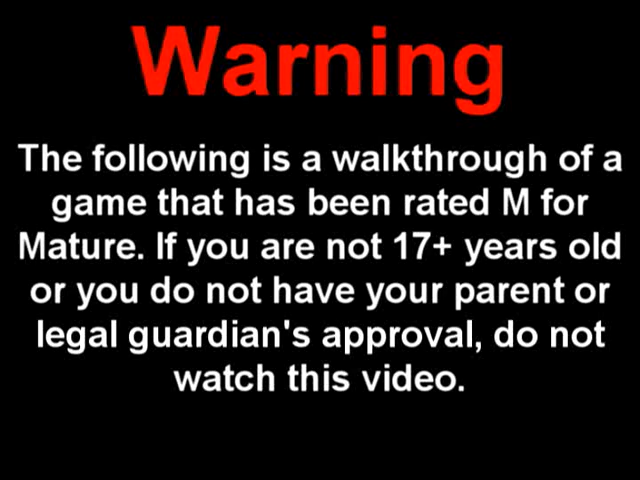 Warning
The following is a walkthrough of a
game that has been rated M for
Mature. If you are not 17+ years old
or you do not have your parent or
legal guardian's approval, do not
watch this video.